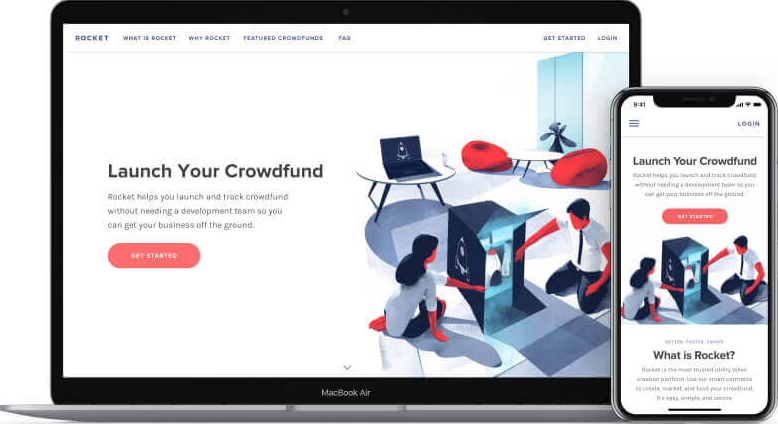 ROCKET WHAT IS ROCKET WHY ROCKET FEATURED CROWDFUNDS FAQ GET STARTED LOGIN
Launch Your Crowdfund
Rocket helps you launch and track crowdfund
without needing a development team so you
can get your business off the ground.
GET STARTED
MacBook Air
9:41
LOGIN
Launch Your Crowdfund
Rocket helps you launch and track crowdfund
without needing a development team so you
can get your business off the ground.
GET STARTED
BETTER, FASTER, SAFER
What is Rocket?
Rocket is the most trusted utility token
creation platform. Use our smart contracts
to create, market, and fund your crowdfund.
It's easy, simple, and secure.